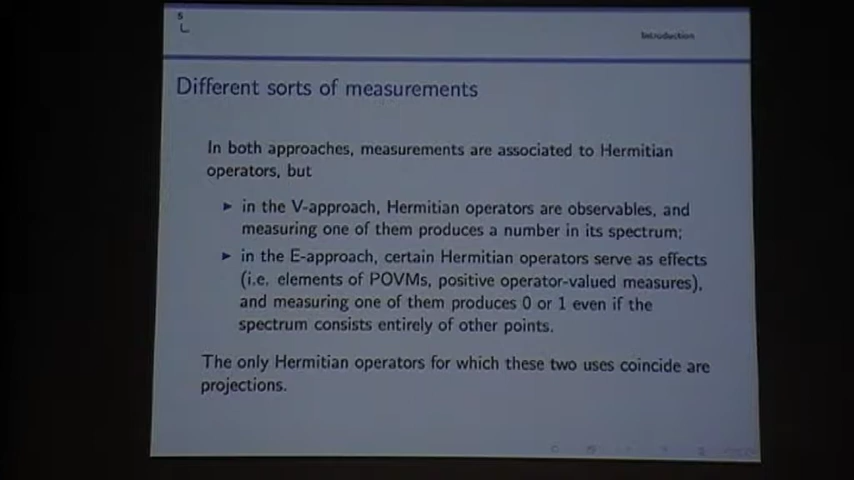 5
Introduction
Different sorts of measurements
In both approaches, measurements are associated to Hermitian
operators, but
▶ in the V-approach, Hermitian operators are observables, and
measuring one of them produces a number in its spectrum;
▶ in the E-approach, certain Hermitian operators serve as effects
(i.e. elements of POVMs, positive operator-valued measures),
and measuring one of them produces 0 or 1 even if the
spectrum consists entirely of other points.
The only Hermitian operators for which these two uses coincide are
projections.